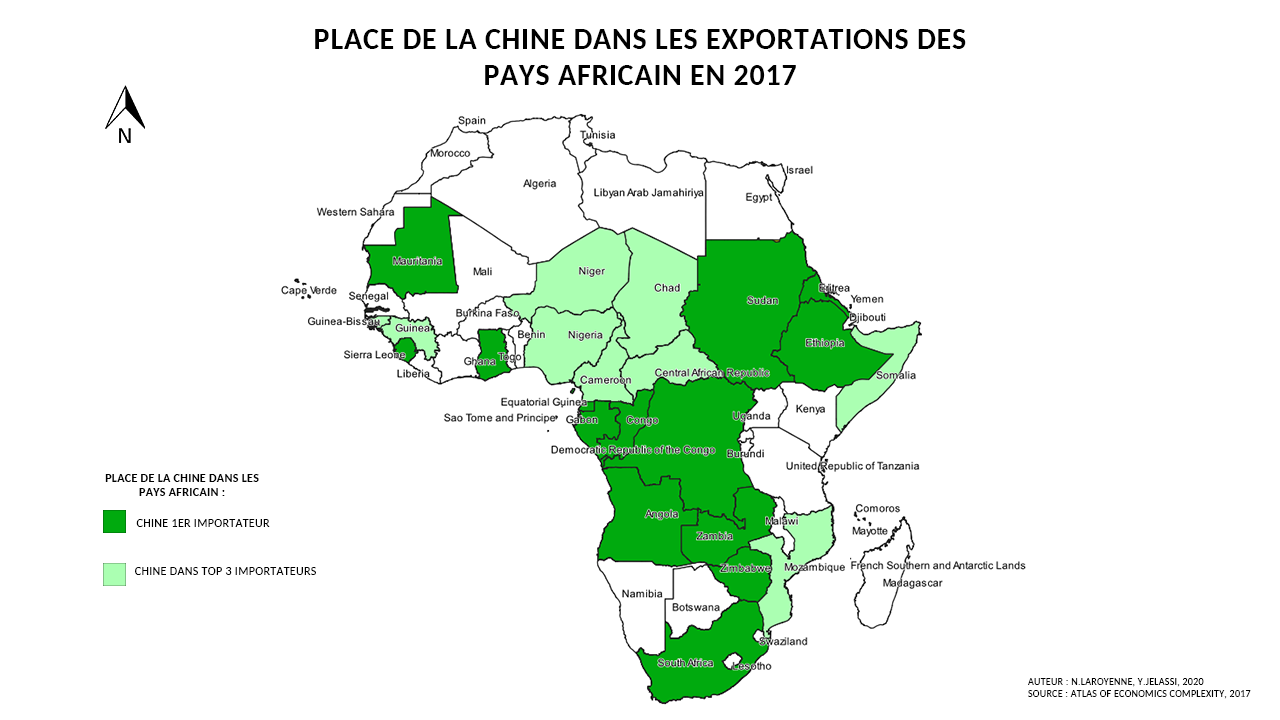 PLACE DE LA CHINE DANS LES EXPORTATIONS DES
PAYS AFRICAIN EN 2017
N
Spain
Tunisia
Morocco
Israel
Algeria
Libyan Arab Jamahiriya
Egypt
Western Sahara
Mauritania
Mali
Niger
Chad
Sudan
Eritrea
Cape Verde
Senegal
Yemen
Burkina Faso
Djibouti
Guinea-Bissau
Guinea
Benin
Nigeria
Ethiopia
Sierra Leone
Ghana
Togo
Liberia
Cameroon
Central African Republic
Somalia
Equatorial Guinea
Uganda
Kenya
Sao Tome and Principe
Gabon
Congo
Democratic Republic of the Congo
Burundi
United Republic of Tanzania
Angola
Malawi
Comoros
Zambia
Mayotte
Zimbabwe
Mozambique
French Southern and Antarctic Lands
Madagascar
Namibia
Botswana
Swaziland
South Africa
Lesotho
PLACE DE LA CHINE DANS LES
PAYS AFRICAIN :
CHINE 1ER IMPORTATEUR
CHINE DANS TOP 3 IMPORTATEURS
AUTEUR : N.LAROYENNE, Y.JELASSI, 2020
SOURCE : ATLAS OF ECONOMICS COMPLEXITY, 2017